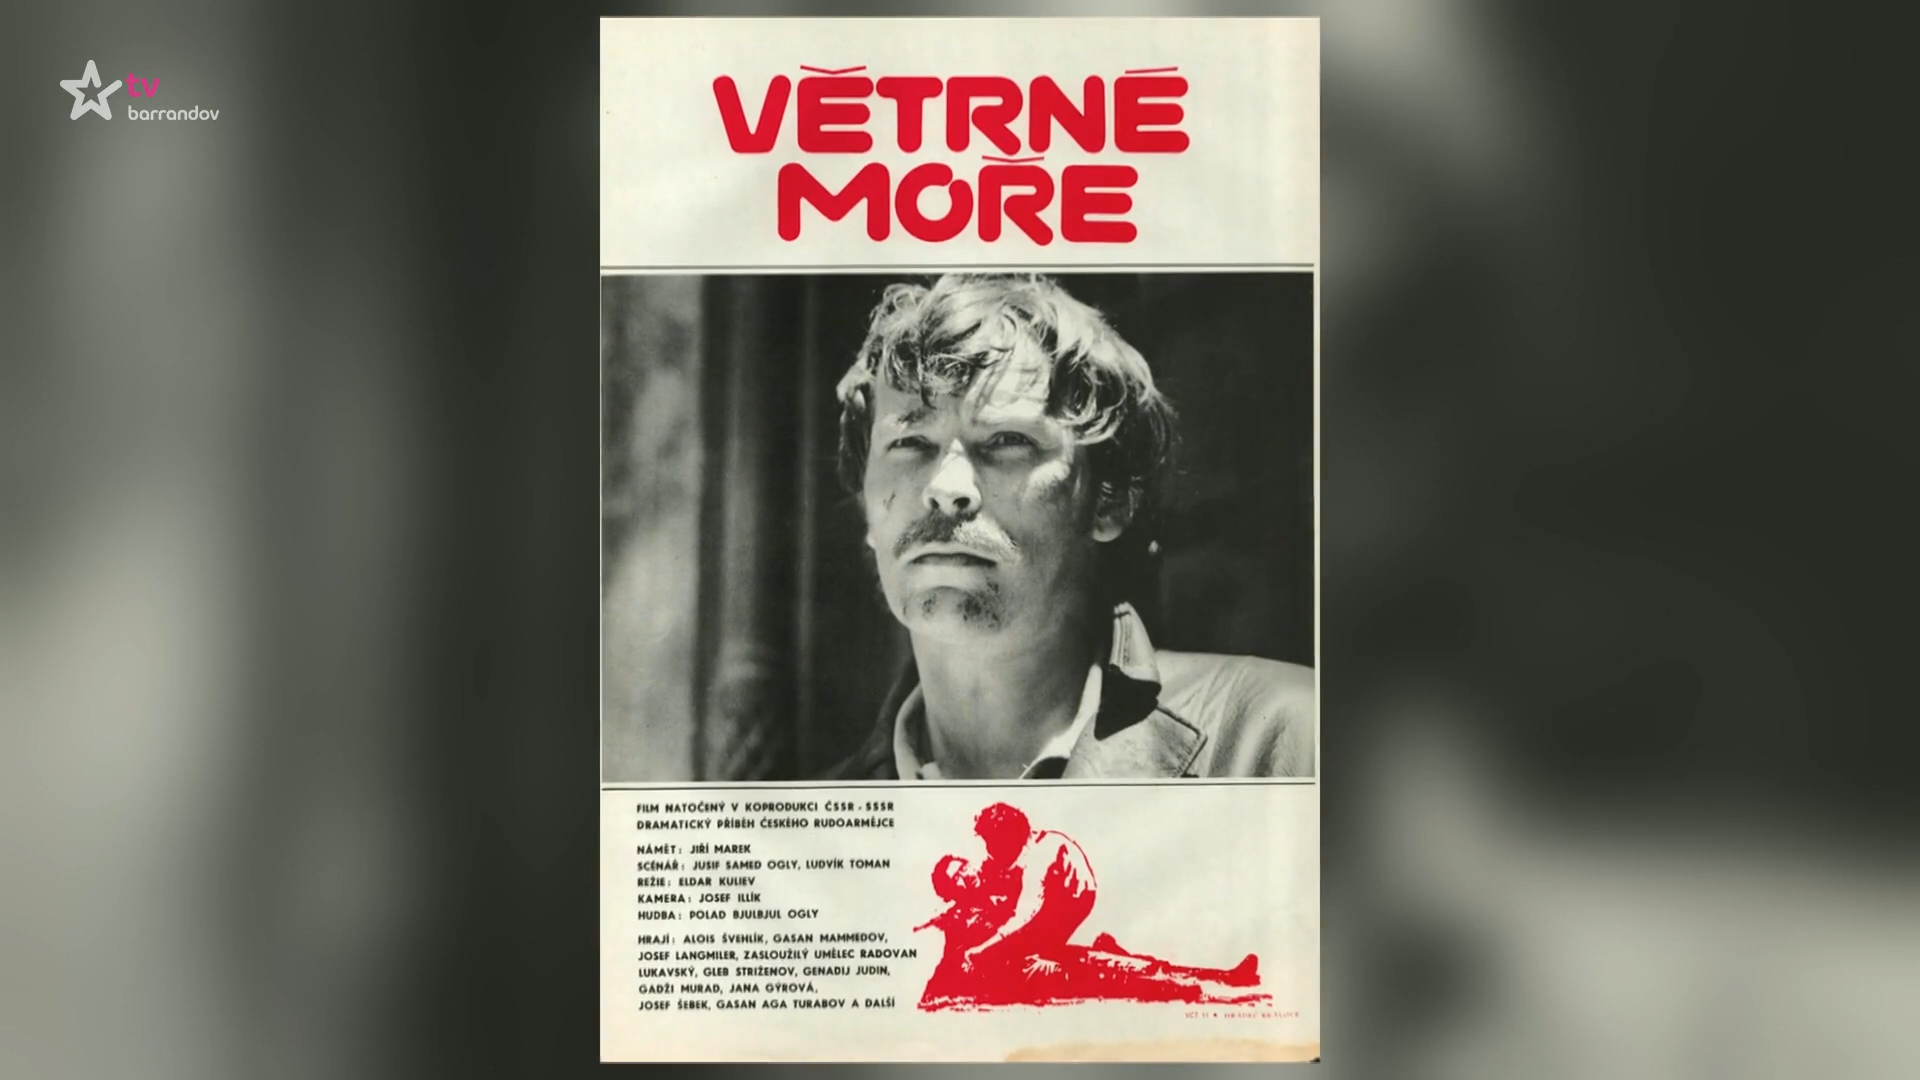 tv
barrandov
VĚTRNÉ
MOŘE
FILM NATOČENÝ V KOPRODUKCI ČSSR - SSSR
DRAMATICKÝ PŘÍBĚH ČESKÉHO RUDOARMĚJCE
NÁMĚT: JIŘÍ MAREK
SCÉNÁŘ: JUSIF SAMED OGLY, LUDVÍK TOMAN
REŽIE: ELDAR KULIEV
KAMERA: JOSEF ILLÍK
HUDBA: POLAD BJULBJUL OGLY
HRAJÍ: ALOIS ŠVEHLÍK, GASAN MAMMEDOV,
JOSEF LANGMILER, ZASLOUŽILÝ UMĚLEC RADOVAN
LUKAVSKÝ, GLEB STRIŽENOV, GENADIJ JUDIN,
GADŽI MURAD, JANA GÝROVÁ,
JOSEF ŠEBEK, GASAN AGA TURABOV A DALŠÍ
HRADEC KRÁLOVÉ